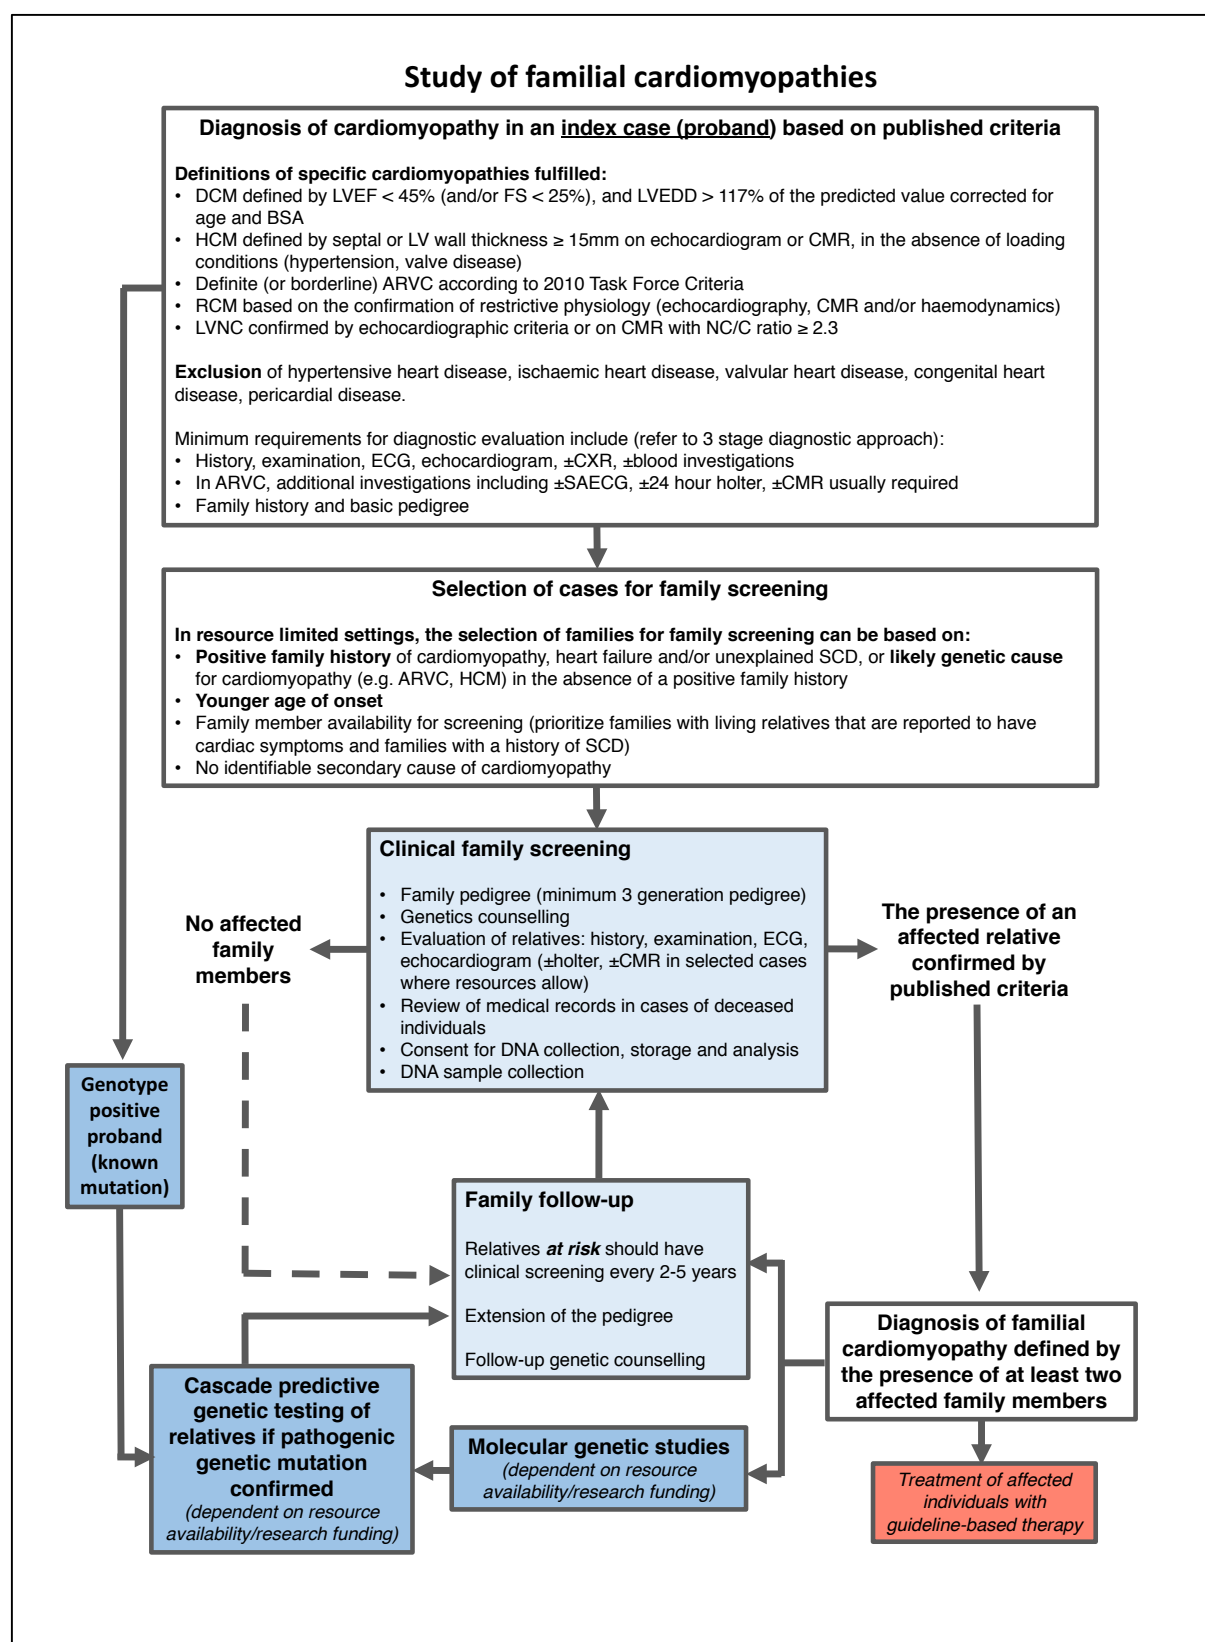 Study of familial cardiomyopathies
Diagnosis of cardiomyopathy in an index case (proband) based on published criteria
Definitions of specific cardiomyopathies fulfilled:
• DCM defined by LVEF < 45% (and/or FS < 25%), and LVEDD > 117% of the predicted value corrected for
age and BSA
• HCM defined by septal or LV wall thickness ≥ 15mm on echocardiogram or CMR, in the absence of loading
conditions (hypertension, valve disease)
• Definite (or borderline) ARVC according to 2010 Task Force Criteria
• RCM based on the confirmation of restrictive physiology (echocardiography, CMR and/or haemodynamics)
• LVNC confirmed by echocardiographic criteria or on CMR with NC/C ratio ≥ 2.3
Exclusion of hypertensive heart disease, ischaemic heart disease, valvular heart disease, congenital heart
disease, pericardial disease.
Minimum requirements for diagnostic evaluation include (refer to 3 stage diagnostic approach):
• History, examination, ECG, echocardiogram, ±CXR, ±blood investigations
• In ARVC, additional investigations including ±SAECG, ±24 hour holter, ±CMR usually required
• Family history and basic pedigree
Selection of cases for family screening
In resource limited settings, the selection of families for family screening can be based on:
• Positive family history of cardiomyopathy, heart failure and/or unexplained SCD, or likely genetic cause
for cardiomyopathy (e.g. ARVC, HCM) in the absence of a positive family history
• Younger age of onset
• Family member availability for screening (prioritize families with living relatives that are reported to have
cardiac symptoms and families with a history of SCD)
• No identifiable secondary cause of cardiomyopathy
Clinical family screening
• Family pedigree (minimum 3 generation pedigree)
• Genetics counselling
• Evaluation of relatives: history, examination, ECG,
echocardiogram (±holter, ±CMR in selected cases
where resources allow)
• Review of medical records in cases of deceased
individuals
• Consent for DNA collection, storage and analysis
• DNA sample collection
No affected
family
members
The presence of an
affected relative
confirmed by
published criteria
Genotype
positive
proband
(known
mutation)
Family follow-up
Relatives at risk should have
clinical screening every 2-5 years
Extension of the pedigree
Follow-up genetic counselling
Diagnosis of familial
cardiomyopathy defined by
the presence of at least two
affected family members
Cascade predictive
genetic testing of
relatives if pathogenic
genetic mutation
confirmed
(dependent on resource
availability/research funding)
Molecular genetic studies
(dependent on resource
availability/research funding)
Treatment of affected
individuals with
guideline-based therapy